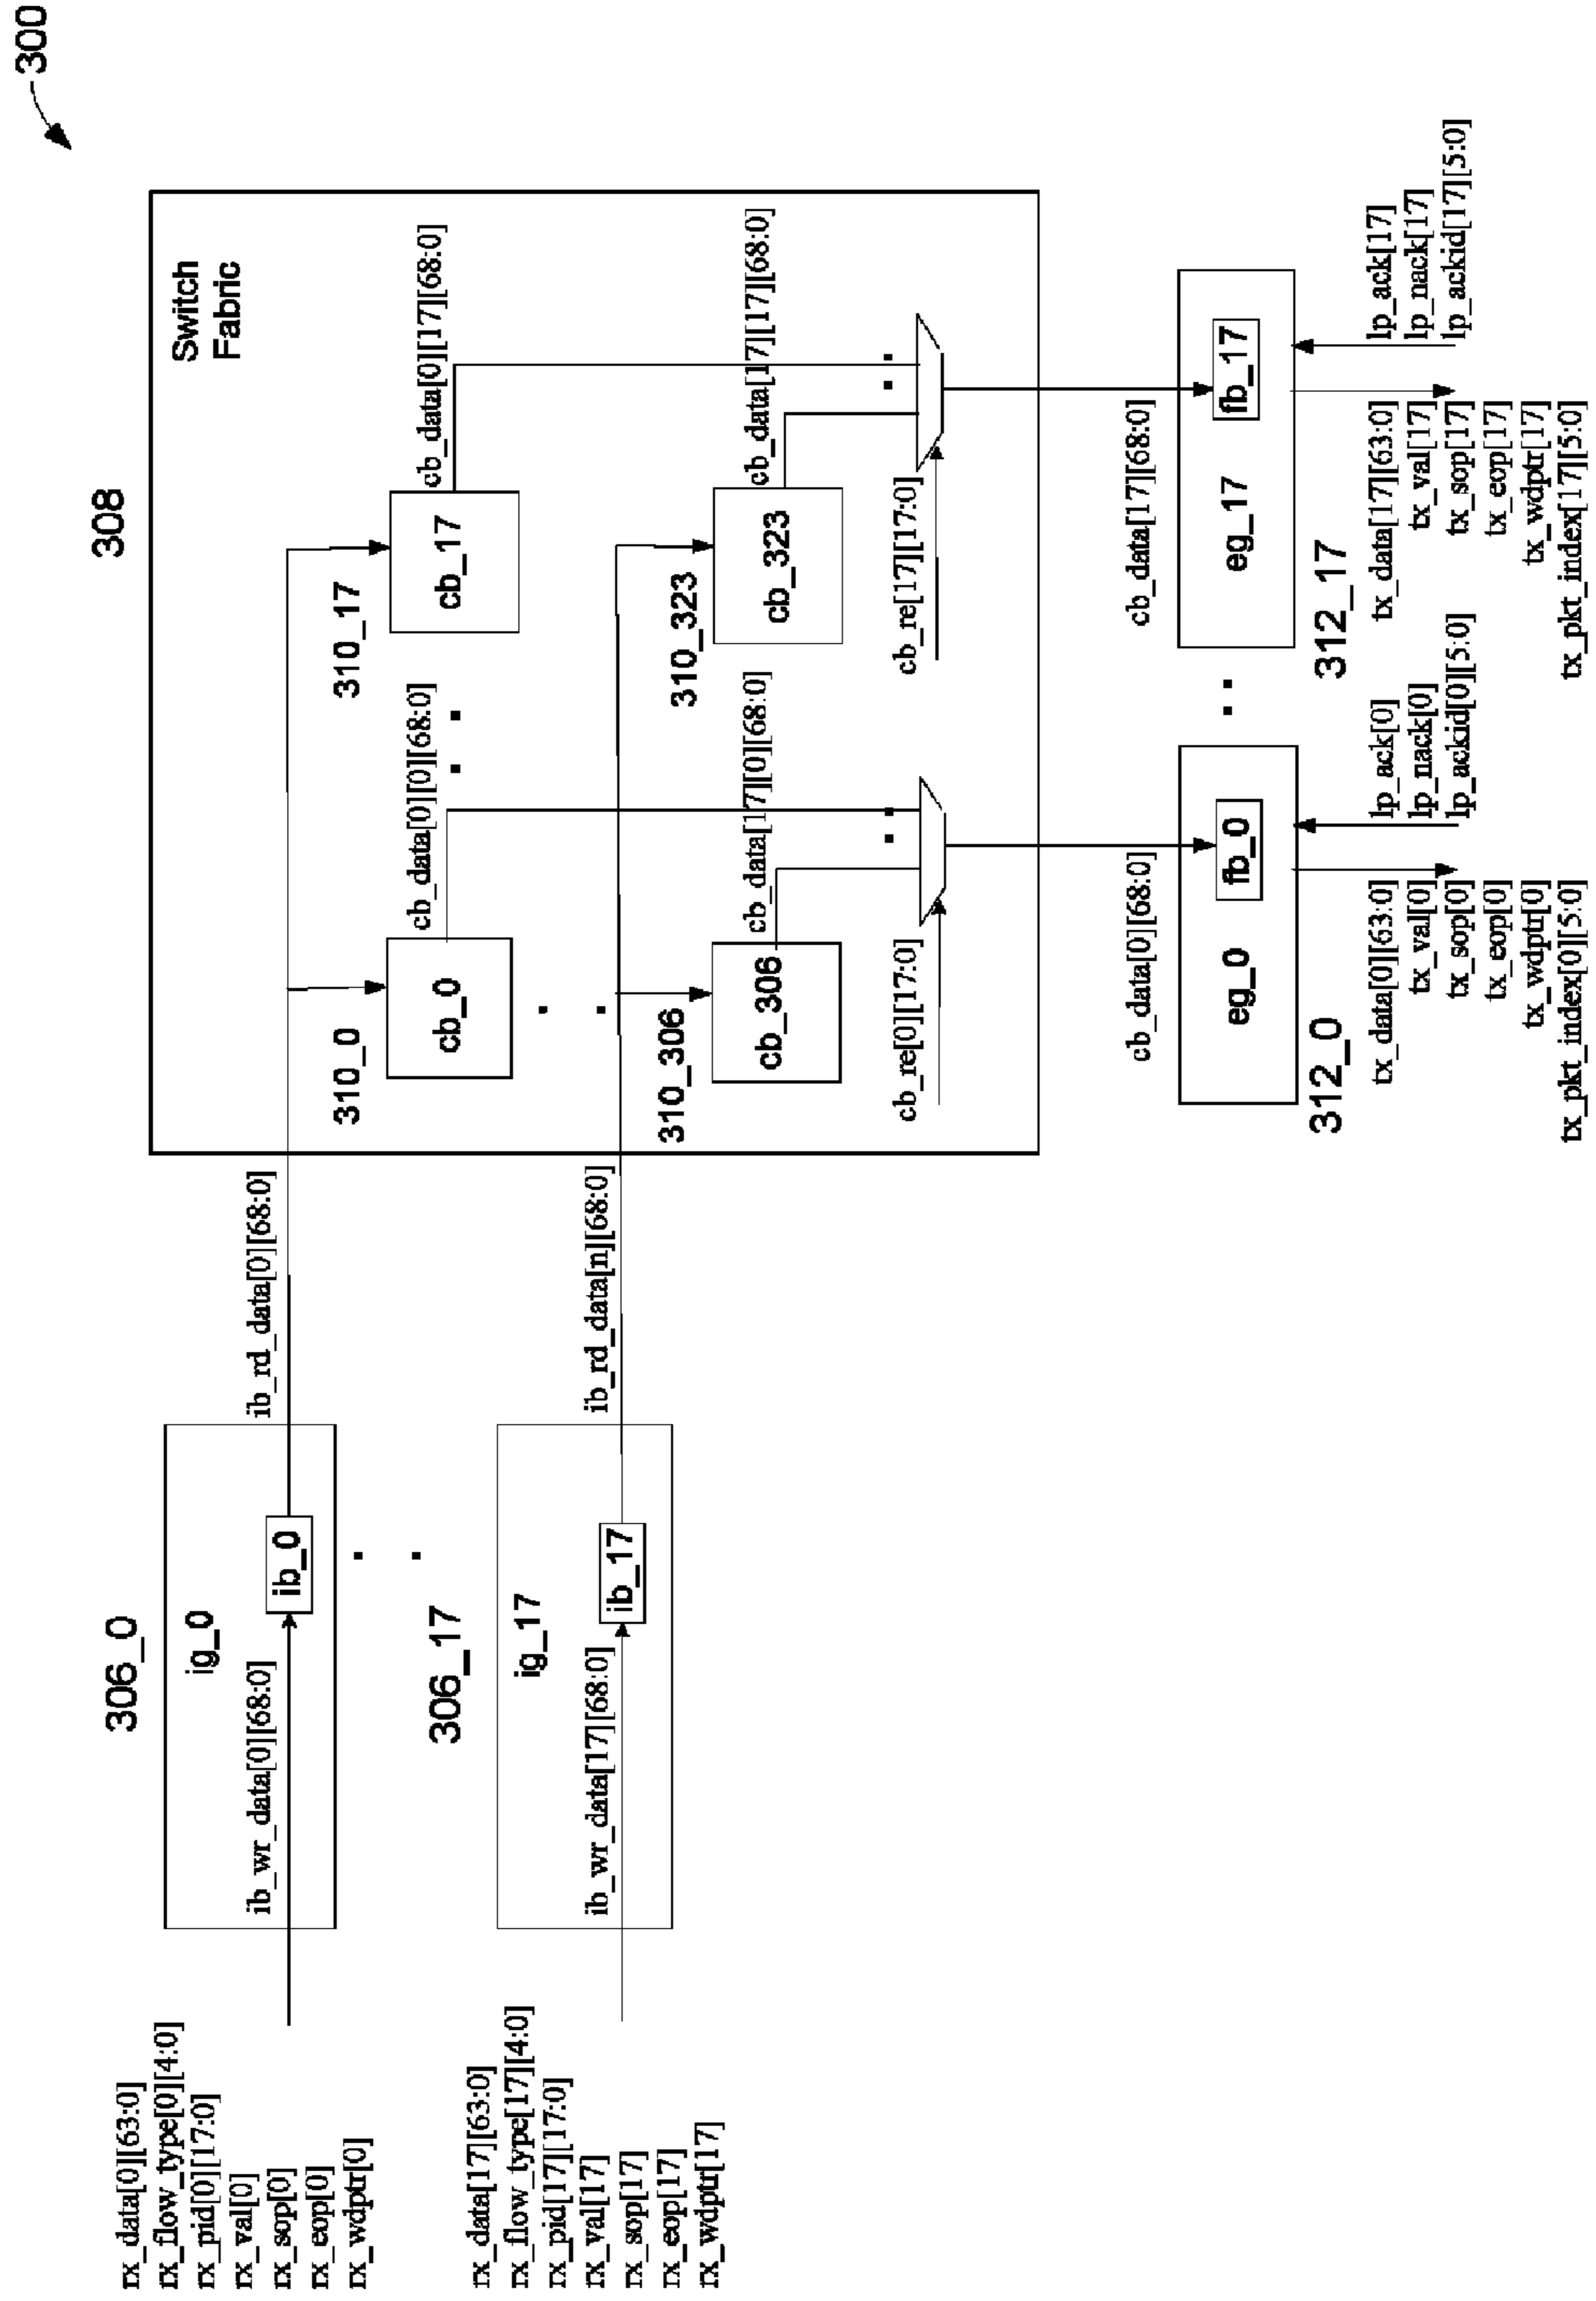 300
308
Switch
Fabric
306_0
ig_0
ib_wr_data[0][68:0]
ib_0
ib_rd_data[0][68:0]
rx_data[0][63:0]
rx_flow_type[0][4:0]
rx_pid[0][17:0]
rx_val[0]
rx_sop[0]
rx_eop[0]
rx_wdptr[0]
310_0
cb_0
cb_data[0][0][68:0]
310_17
cb_17
cb_data[0][17][68:0]
306_17
ig_17
ib_wr_data[17][68:0]
ib_17
ib_rd_data[n][68:0]
rx_data[17][63:0]
rx_flow_type[17][4:0]
rx_pid[17][17:0]
rx_val[17]
rx_sop[17]
rx_eop[17]
rx_wdptr[17]
310_306
cb_306
cb_data[17][0][68:0]
310_323
cb_323
cb_data[17][17][68:0]
cb_re[0][17:0]
cb_re[17][17:0]
cb_data[0][68:0]
cb_data[17][68:0]
eg_0
fb_0
eg_17
fb_17
312_0
312_17
lp_ack[0]
lp_nack[0]
lp_ackid[0][5:0]
tx_data[0][63:0]
tx_val[0]
tx_sop[0]
tx_eop[0]
tx_wdptr[0]
tx_pkt_index[0][5:0]
lp_ack[17]
lp_nack[17]
lp_ackid[17][5:0]
tx_data[17][63:0]
tx_val[17]
tx_sop[17]
tx_eop[17]
tx_wdptr[17]
tx_pkt_index[17][5:0]